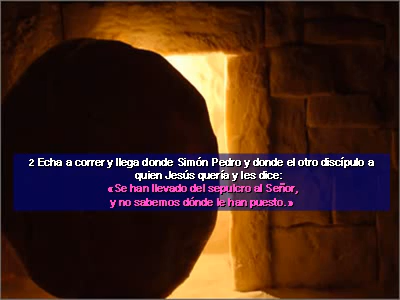 2 Echa a correr y llega donde Simón Pedro y donde el otro discípulo a
quien Jesús quería y les dice:
«Se han llevado del sepulcro al Señor,
y no sabemos dónde le han puesto.»